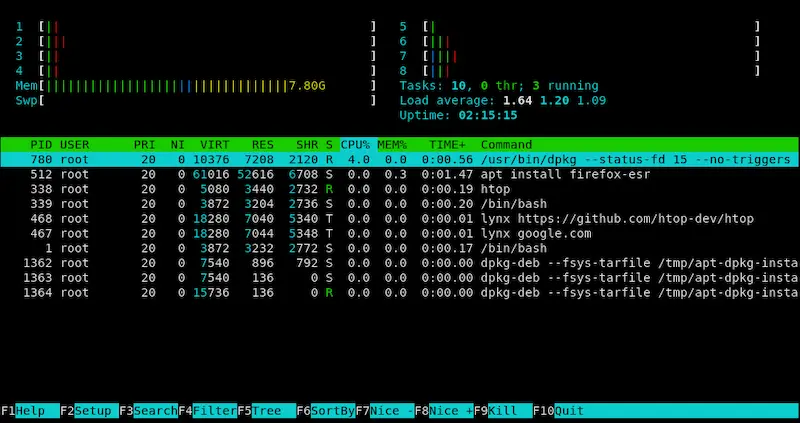 1 [||                                            ] 5 [|                                            ]
2 [|||                                           ] 6 [|||                                          ]
3 [||                                            ] 7 [||||                                         ]
4 [||                                            ] 8 [|||                                          ]
Mem[||||||||||||||||||||||||||||||||||7.80G      ] Tasks: 10, 0 thr; 3 running
Swp[                                             ] Load average: 1.64 1.20 1.09
Uptime: 02:15:15
PID USER PRI NI VIRT RES SHR S CPU% MEM% TIME+ Command
780 root 20 0 10376 7208 2120 R 4.0 0.0 0:00.56 /usr/bin/dpkg --status-fd 15 --no-triggers
512 root 20 0 61016 52616 6708 S 0.0 0.3 0:01.47 apt install firefox-esr
338 root 20 0 5080 3440 2732 R 0.0 0.0 0:00.19 htop
339 root 20 0 3872 3204 2736 S 0.0 0.0 0:00.20 /bin/bash
468 root 20 0 18280 7040 5340 T 0.0 0.0 0:00.01 lynx https://github.com/htop-dev/htop
467 root 20 0 18280 7044 5348 T 0.0 0.0 0:00.01 lynx google.com
1 root 20 0 3872 3232 2772 S 0.0 0.0 0:00.17 /bin/bash
1362 root 20 0 7540 896 792 S 0.0 0.0 0:00.00 dpkg-deb --fsys-tarfile /tmp/apt-dpkg-insta
1363 root 20 0 7540 136 0 S 0.0 0.0 0:00.00 dpkg-deb --fsys-tarfile /tmp/apt-dpkg-insta
1364 root 20 0 15736 136 0 R 0.0 0.0 0:00.00 dpkg-deb --fsys-tarfile /tmp/apt-dpkg-insta
F1Help F2Setup F3SearchF4FilterF5Tree F6SortByF7Nice -F8Nice +F9Kill F10Quit